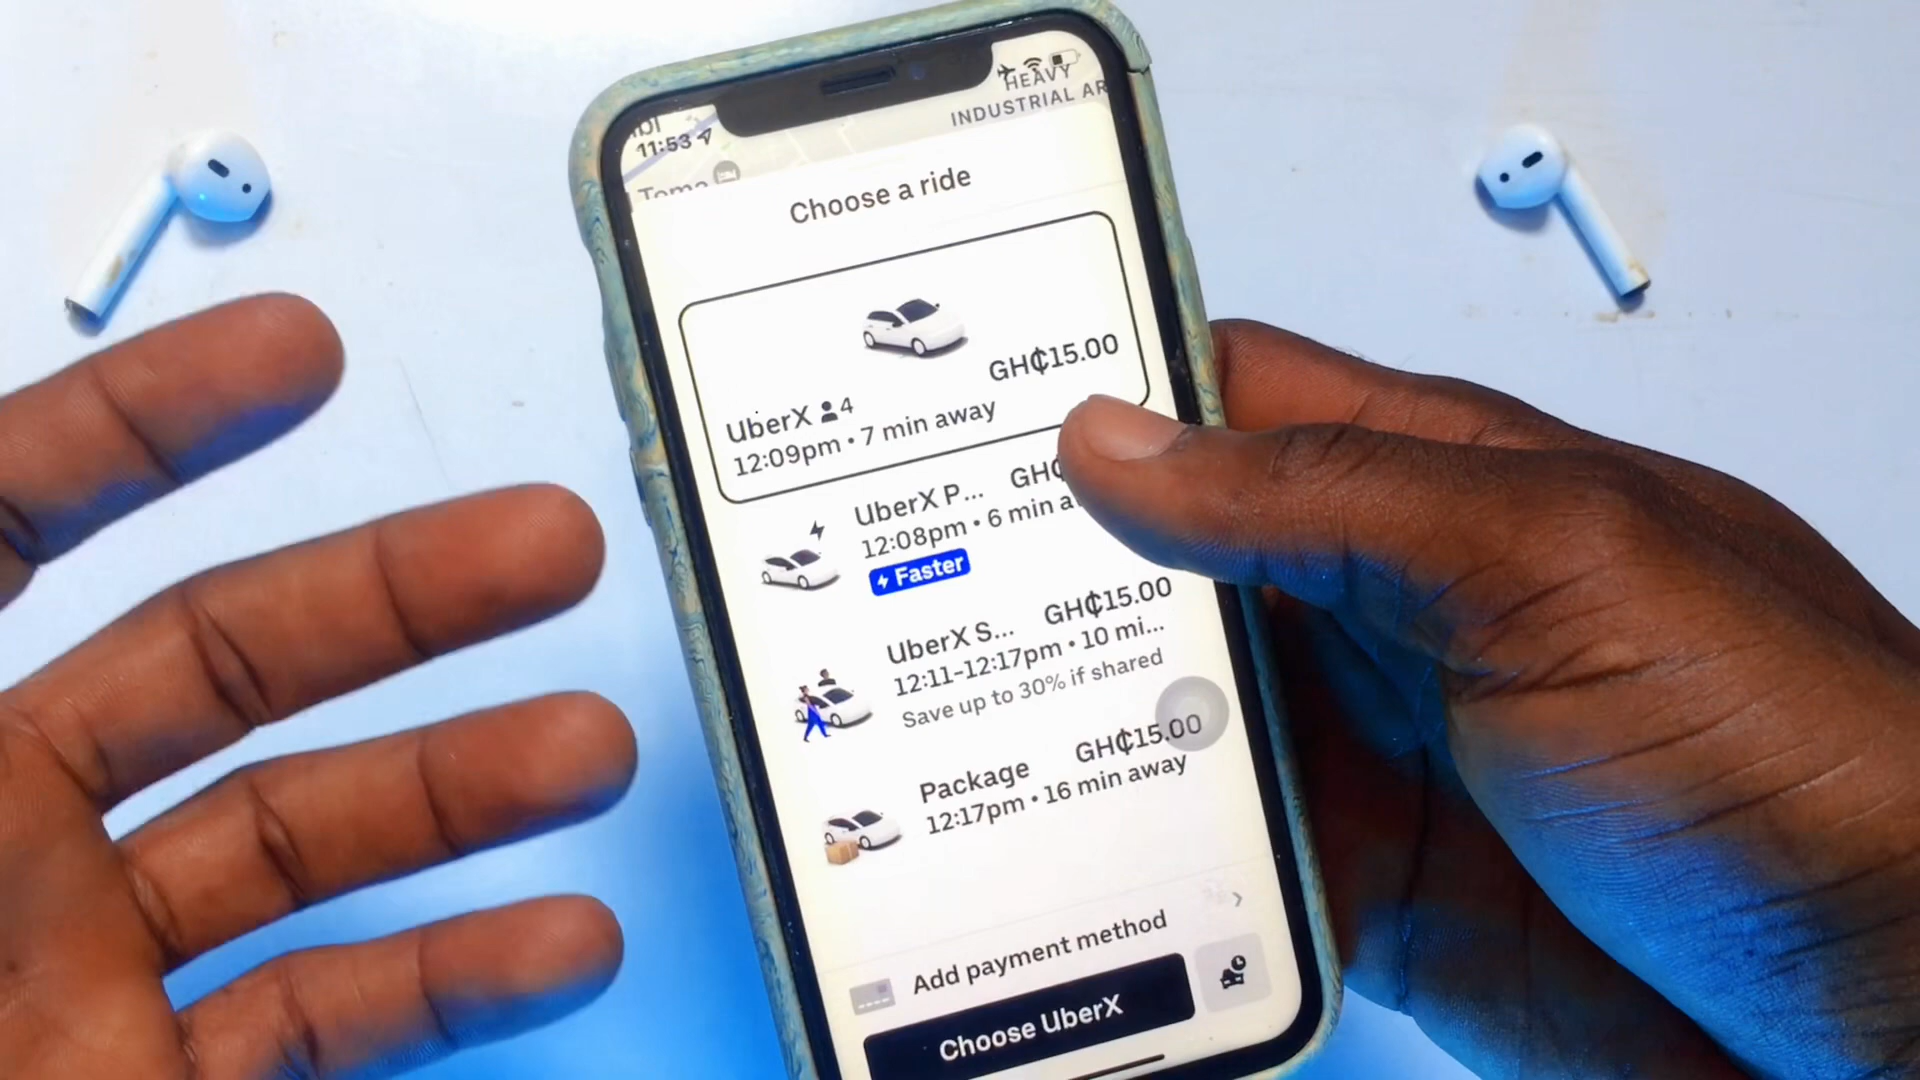 HEAVY
INDUSTRIAL AR
11:53
Choose a ride
GH₵15.00
UberX 4
12:09pm • 7 min away
UberX P... GH₵
12:08pm • 6 min a
Faster
UberX S... GH₵15.00
12:11-12:17pm • 10 mi...
Save up to 30% if shared
Package GH₵15.00
12:17pm • 16 min away
Add payment method
Choose UberX